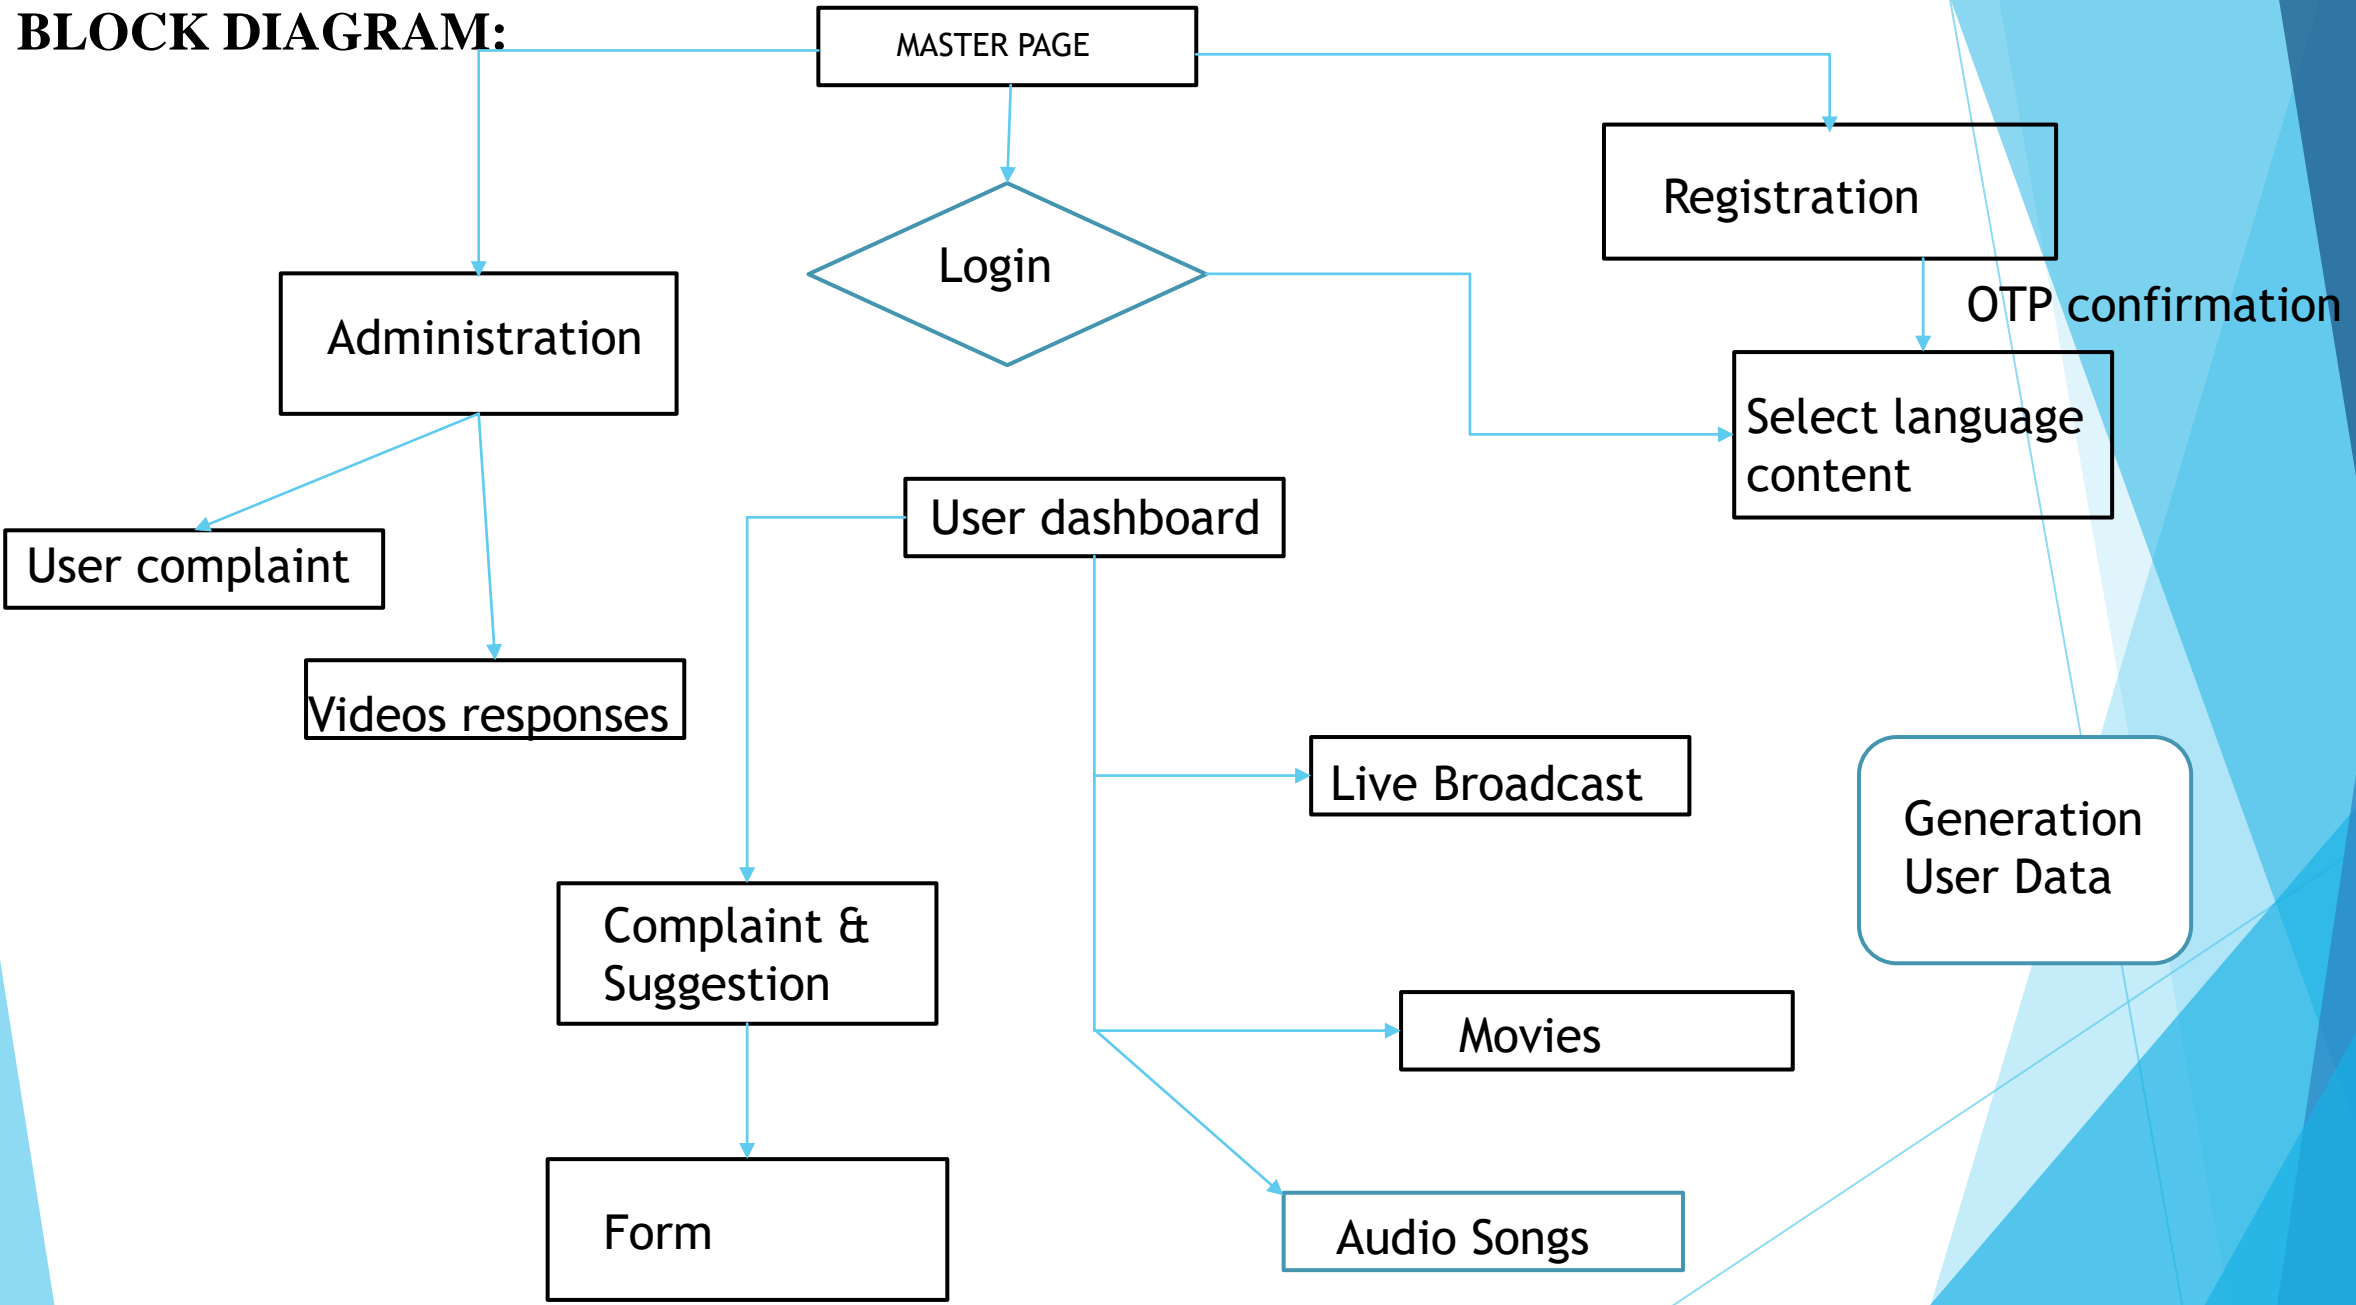 BLOCK DIAGRAM:
MASTER PAGE
Registration
Login
OTP confirmation
Administration
Select language
content
User dashboard
User complaint
Videos responses
Live Broadcast
Generation
User Data
Complaint &
Suggestion
Movies
Form
Audio Songs